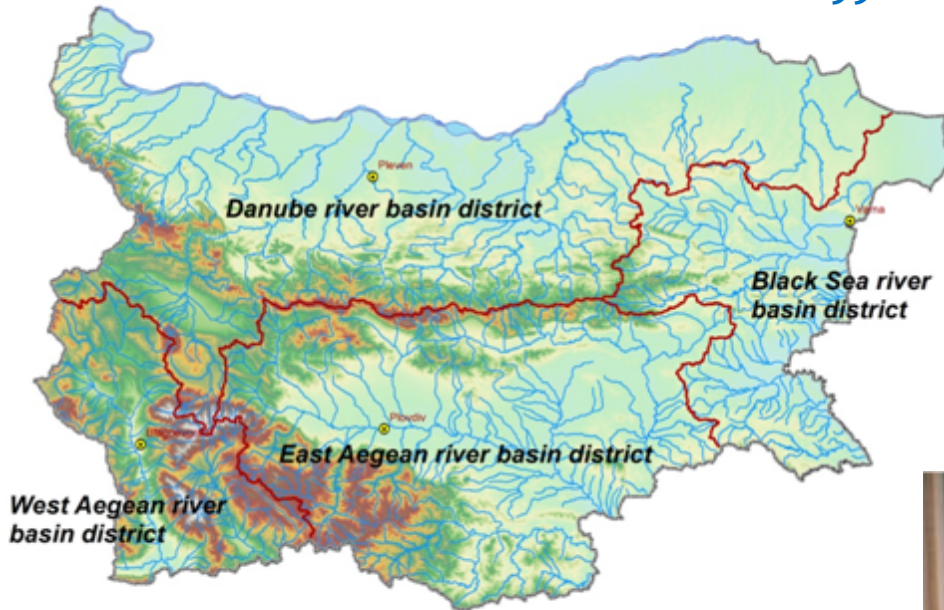 Pleven
Danube river basin district
Varna
Black Sea river
basin district
Plovdiv
East Aegean river basin district
West Aegean river
basin district